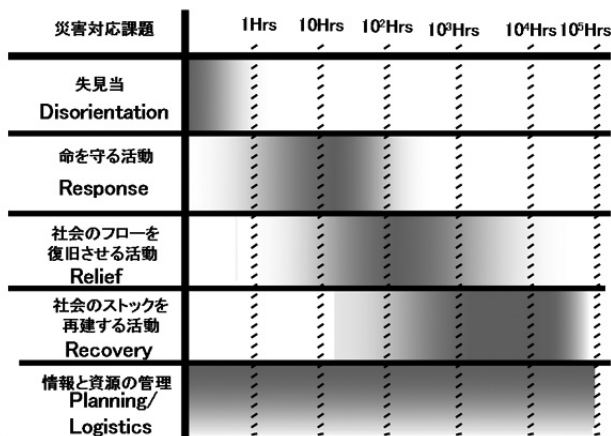 災害対応課題 1Hrs 10Hrs 10²Hrs 10³Hrs 10⁴Hrs 10⁵Hrs
失見当
Disorientation
命を守る活動
Response
社会のフローを
復旧させる活動
Relief
社会のストックを
再建する活動
Recovery
情報と資源の管理
Planning/
Logistics